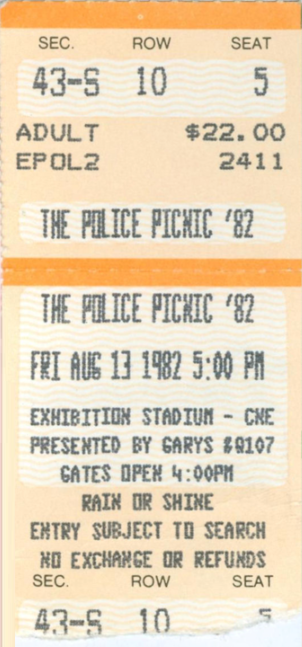 SEC. ROW SEAT
43-S 10 5
ADULT $22.00
EPOL2 2411
THE POLICE PICNIC '82
THE POLICE PICNIC '82
FRI AUG 13 1982 5:00 PM
EXHIBITION STADIUM - CNE
PRESENTED BY GARYS #Q107
GATES OPEN 4:00PM
RAIN OR SHINE
ENTRY SUBJECT TO SEARCH
NO EXCHANGE OR REFUNDS
SEC. ROW SEAT
43-S 10 5